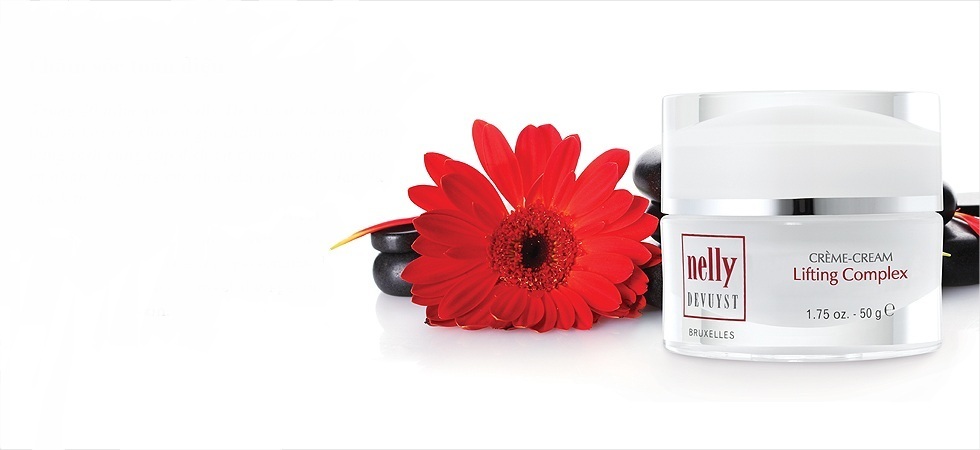 nelly
DEVUYST
BRUXELLES
CRÈME-CREAM
Lifting Complex
1.75 oz. - 50 g ℮